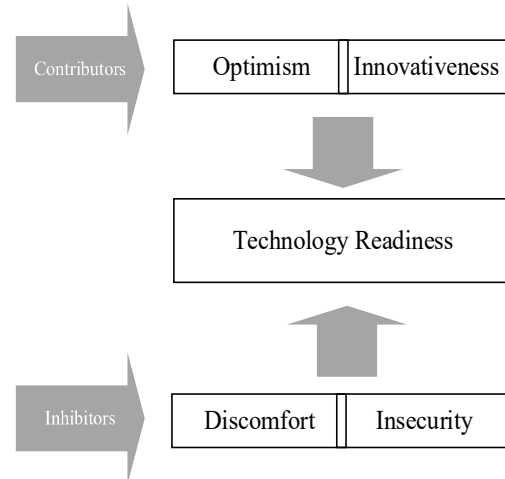 Contributors
Optimism
Innovativeness
Technology Readiness
Inhibitors
Discomfort
Insecurity